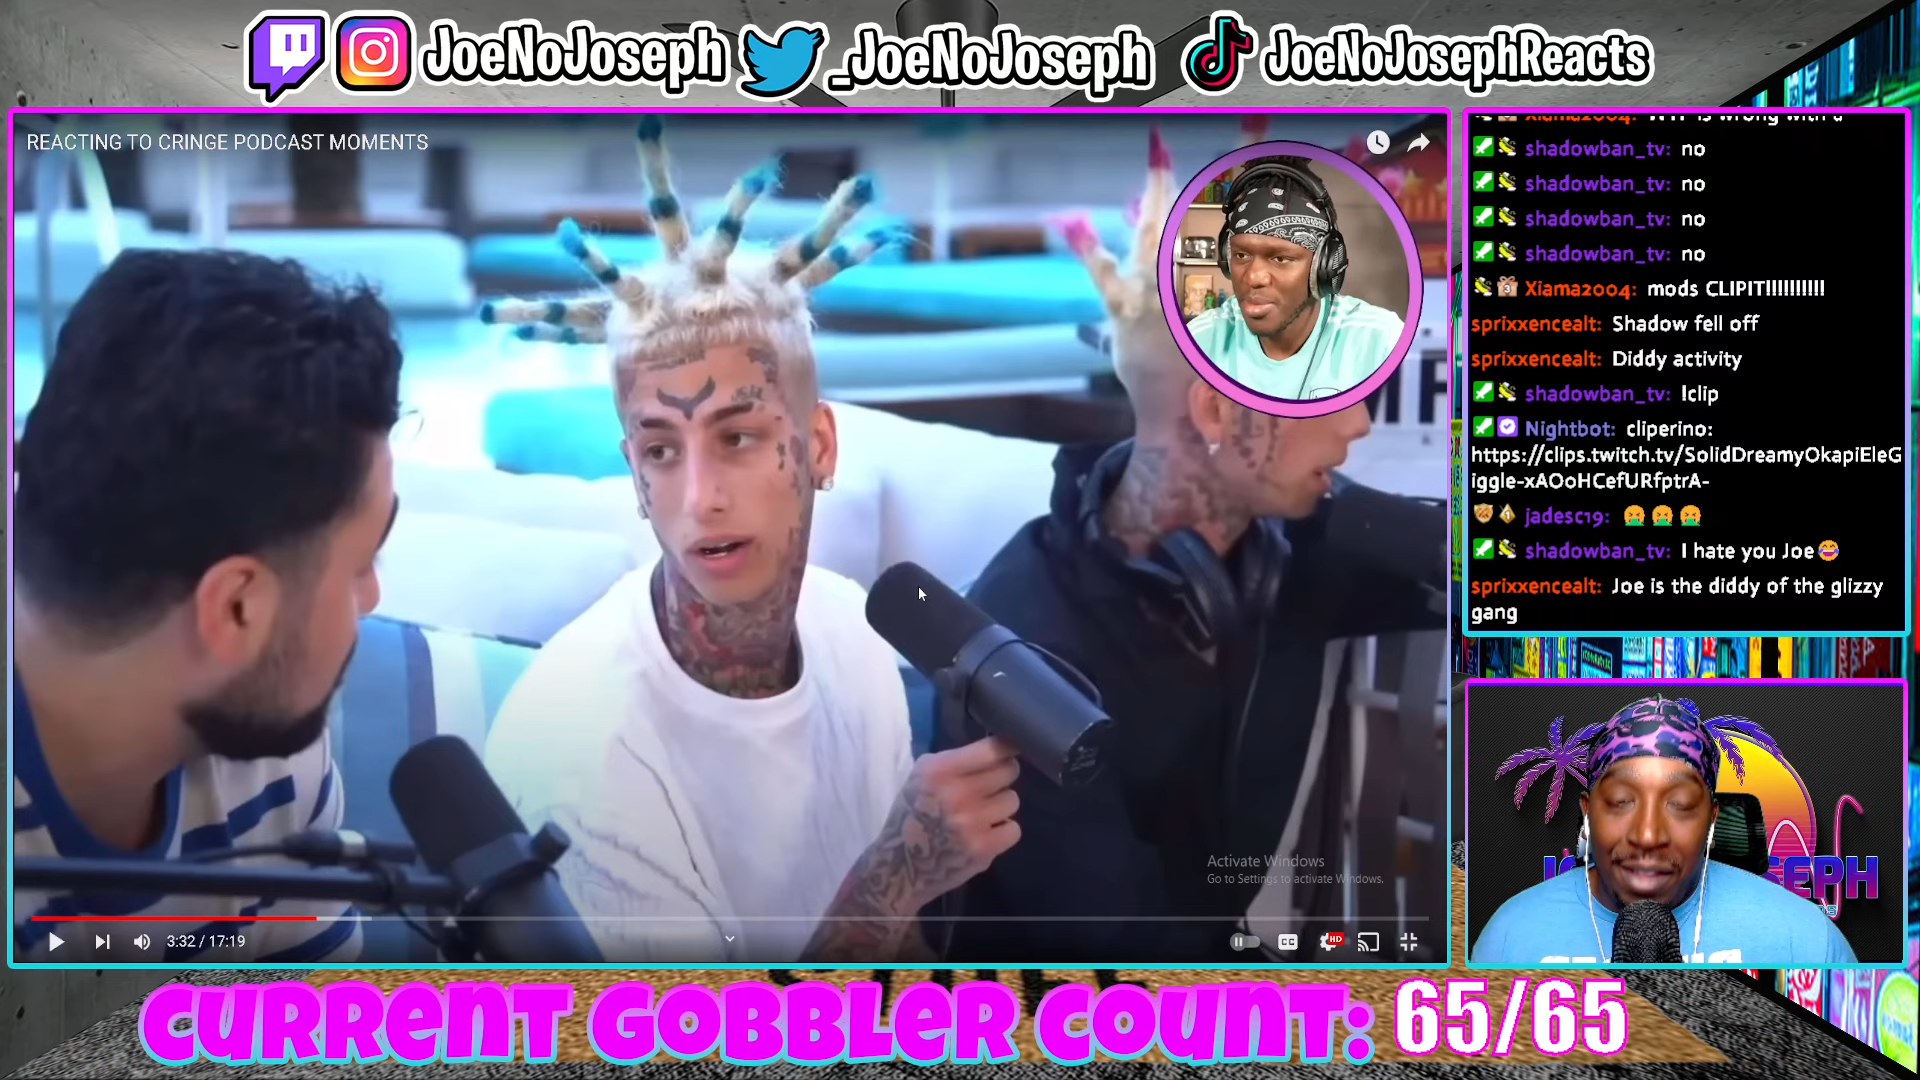 JoeNoJoseph _JoeNoJoseph JoeNoJosephReacts
REACTING TO CRINGE PODCAST MOMENTS
shadowban_tv: no
shadowban_tv: no
shadowban_tv: no
shadowban_tv: no
Xiama2004: mods CLIPIT!!!!!!!!!!
sprixxencealt: Shadow fell off
sprixxencealt: Diddy activity
shadowban_tv: !clip
Nightbot: cliperino:
https://clips.twitch.tv/SolidDreamyOkapiEleG
iggle-xAOoHCefURfptrA-
jadesc19: 🤮 🤮 🤮
shadowban_tv: I hate you Joe😂
sprixxencealt: Joe is the diddy of the glizzy
gang
Activate Windows
Go to Settings to activate Windows.
3:32 / 17:19
CC
HD
CURRENT GOBBLER COUNT: 65/65